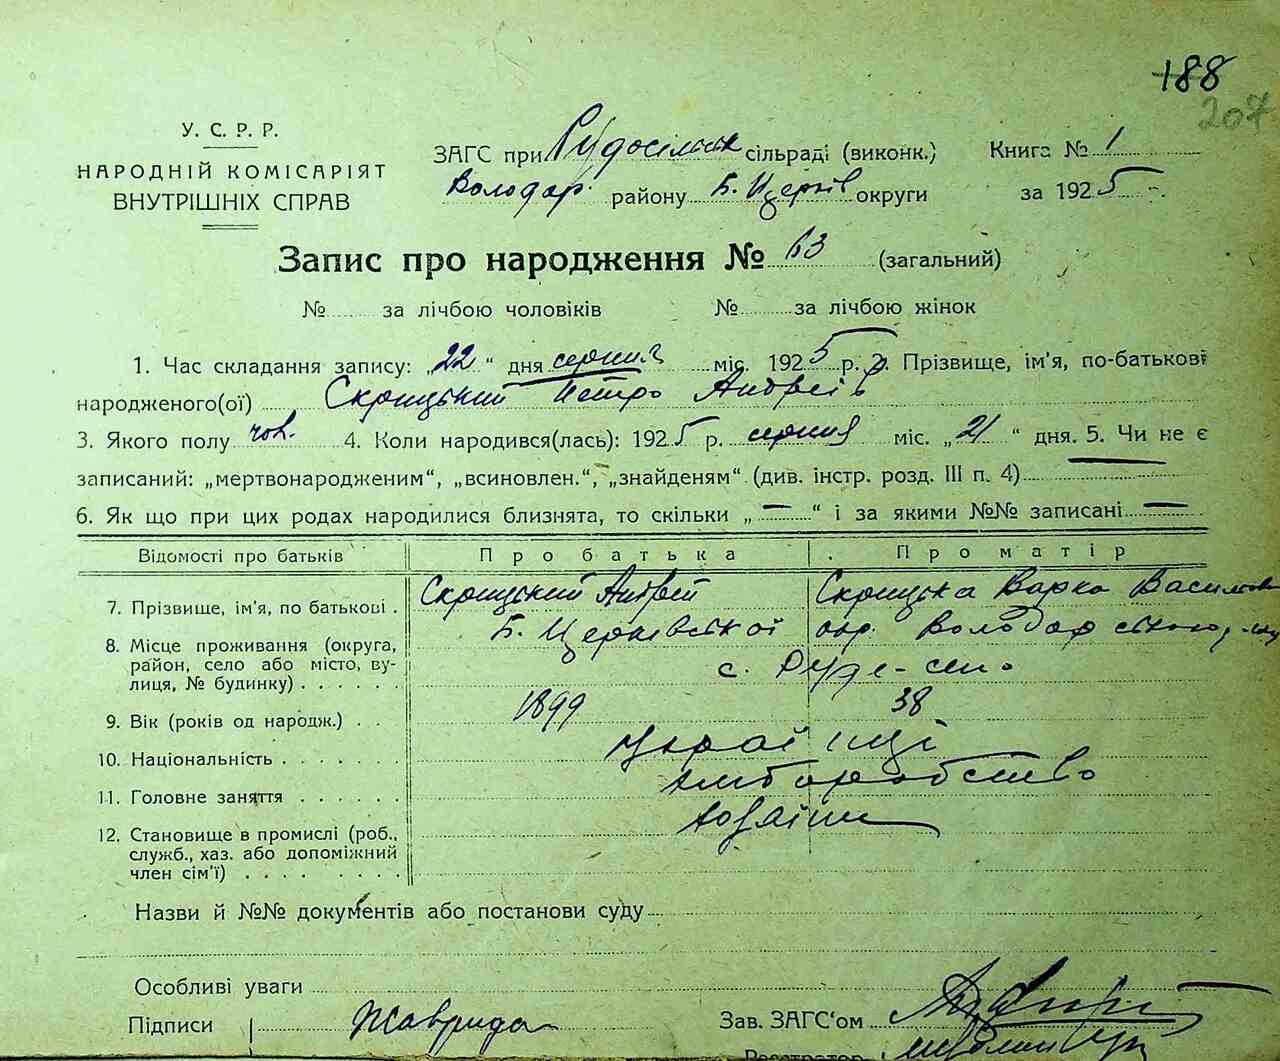 188
207
У. С. Р. Р.
НАРОДНІЙ КОМІСАРІЯТ
ВНУТРІШНІХ СПРАВ
ЗАГС при Рудосільськ сільраді (виконк.) Книга № 1
Володар. району Б. Церків округи за 1925
Запис про народження № 63 (загальний)
№ за лічбою чоловіків № за лічбою жінок
1. Час складання запису: „22“ дня серпня міс. 1925 р. 2. Прізвище, ім'я, по-батькові
народженого(ої) Скрицький Петро Андреїв
3. Якого полу чов. 4. Коли народився(лась): 1925 р. серпня міс. „21“ дня. 5. Чи не є
записаний: „мертвонародженим“, „всиновлен.“, „знайденям“ (див. інстр. розд. III п. 4)
6. Як що при цих родах народилися близнята, то скільки „—“ і за якими №№ записані —
Відомості про батьків Про батька Про матір
7. Прізвище, ім'я, по батькові . Скрицький Андрей Скрицька Варка Василовна
8. Місце проживання (округа, район, село або місто, вулиця, № будинку) . . . . . . Б. Церківської окр. Володарського
с. Руде-село
9. Вік (років од народж.) . . 1899 38
10. Національність . . . . . . . українці
11. Головне заняття . . . . . . хліборобство
12. Становище в промислі (роб., служб., хаз. або допоміжний член сім'ї) . . . . . . . хозяїни
Назви й №№ документів або постанови суду
Особливі уваги
Підписи Жаврида Зав. ЗАГС'ом
Реєстратор